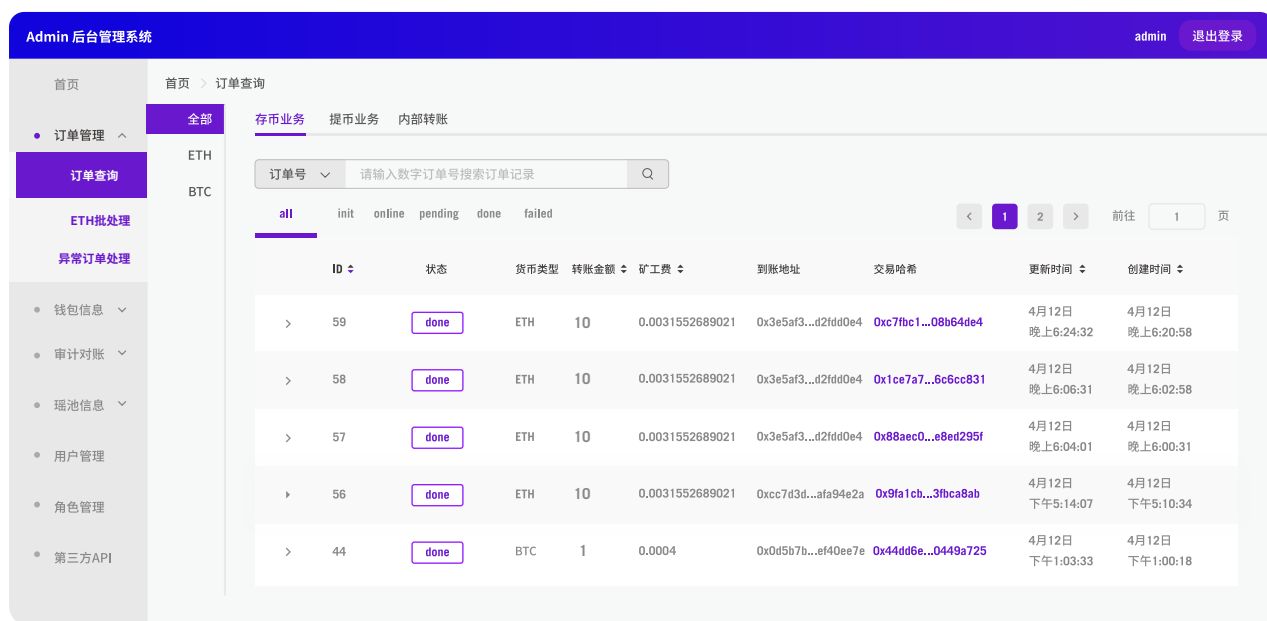 Admin 后台管理系统
admin
退出登录
首页
订单管理
订单查询
ETH批处理
异常订单处理
钱包信息
审计对账
瑶池信息
用户管理
角色管理
第三方API
首页 > 订单查询
全部
ETH
BTC
存币业务 提币业务 内部转账
订单号 请输入数字订单号搜索订单记录
all init online pending done failed
< 1 2 > 前往 1 页
ID 状态 货币类型 转账金额 矿工费 到账地址 交易哈希 更新时间 创建时间
59 done ETH 10 0.0031552689021 0x3e5af3...d2fdd0e4 0xc7fbc1...08b64de4 4月12日 4月12日
晚上6:24:32 晚上6:20:58
58 done ETH 10 0.0031552689021 0x3e5af3...d2fdd0e4 0x1ce7a7...6c6cc831 4月12日 4月12日
晚上6:06:31 晚上6:02:58
57 done ETH 10 0.0031552689021 0x3e5af3...d2fdd0e4 0x88aec0...e8ed295f 4月12日 4月12日
晚上6:04:01 晚上6:00:31
56 done ETH 10 0.0031552689021 0xcc7d3d...afa94e2a 0x9fa1cb...3fbca8ab 4月12日 4月12日
下午5:14:07 下午5:10:34
44 done BTC 1 0.0004 0x0d5b7b...ef40ee7e 0x44dd6e...0449a725 4月12日 4月12日
下午1:03:33 下午1:00:18